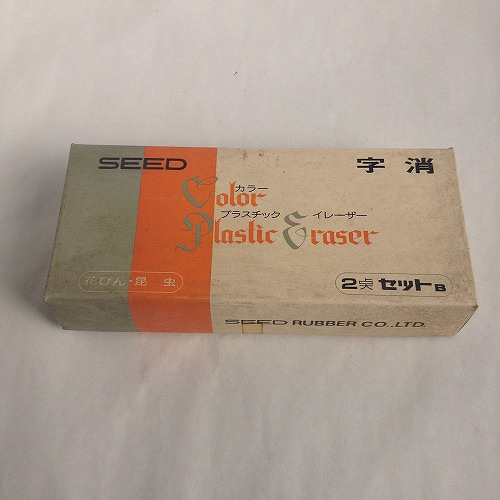 SEED
字消
カラー
Color
プラスチック イレーザー
Plastic Eraser
花びん・昆虫
2点セットB
SEED RUBBER CO.,LTD.